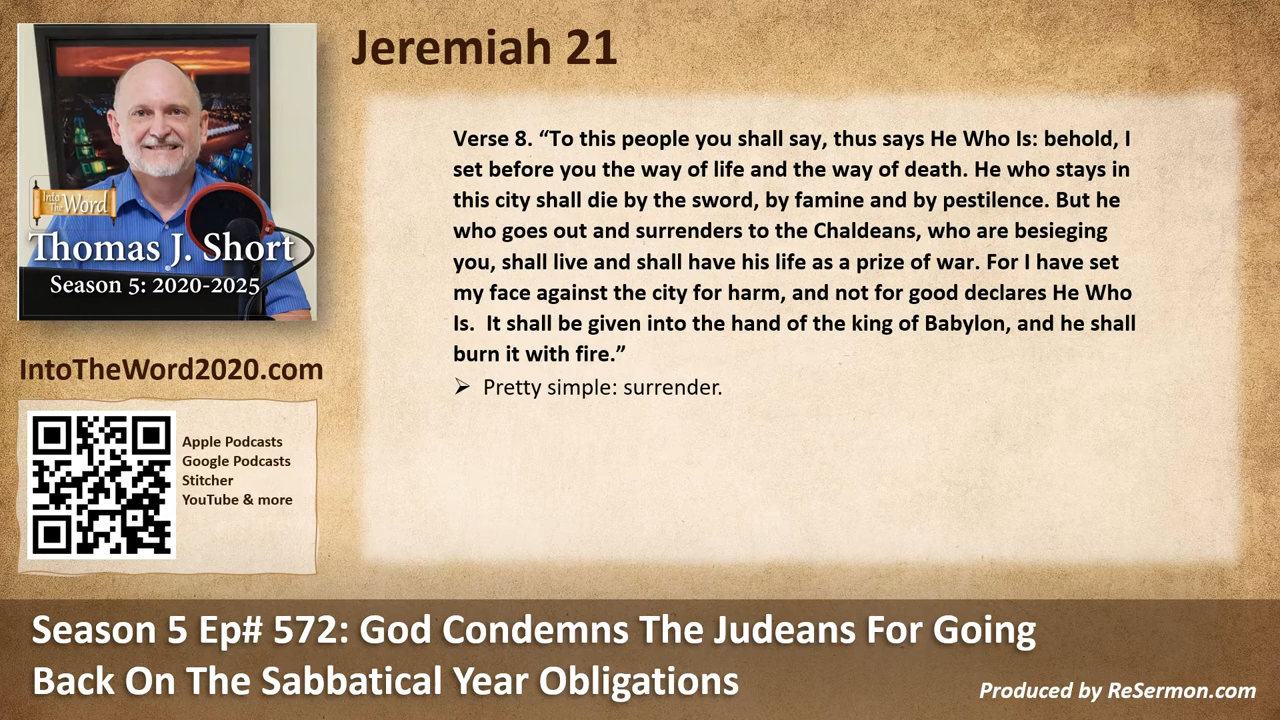 Jeremiah 21
Into
The Word
Thomas J. Short
Season 5: 2020-2025
IntoTheWord2020.com
Apple Podcasts
Google Podcasts
Stitcher
YouTube & more
Verse 8. “To this people you shall say, thus says He Who Is: behold, I
set before you the way of life and the way of death. He who stays in
this city shall die by the sword, by famine and by pestilence. But he
who goes out and surrenders to the Chaldeans, who are besieging
you, shall live and shall have his life as a prize of war. For I have set
my face against the city for harm, and not for good declares He Who
Is.  It shall be given into the hand of the king of Babylon, and he shall
burn it with fire.”
➢ Pretty simple: surrender.
Season 5 Ep# 572: God Condemns The Judeans For Going
Back On The Sabbatical Year Obligations
Produced by ReSermon.com